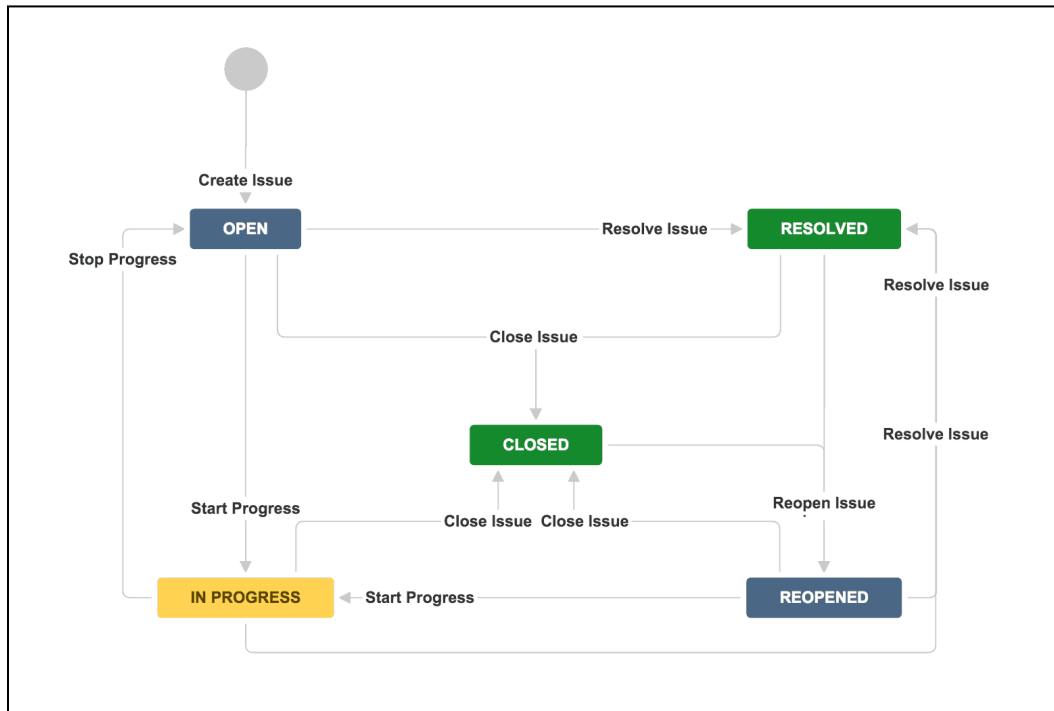 Create Issue
OPEN
Resolve Issue
RESOLVED
Stop Progress
Resolve Issue
Close Issue
CLOSED
Resolve Issue
Start Progress
Close Issue
Close Issue
Reopen Issue
IN PROGRESS
Start Progress
REOPENED